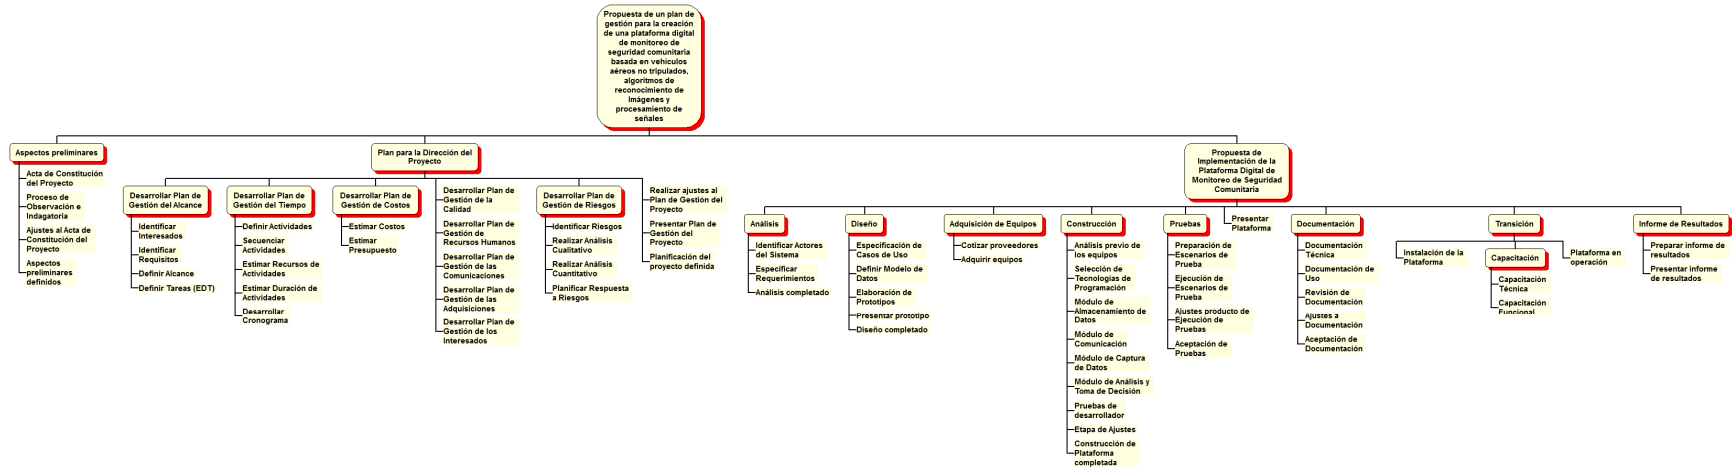 Propuesta de un plan de
gestión para la creación
de una plataforma digital
de monitoreo de
seguridad comunitaria
basada en vehículos
aéreos no tripulados,
algoritmos de
reconocimiento de
Imágenes y
procesamiento de
señales
Aspectos preliminares
Acta de Constitución
del Proyecto
Proceso de
Observación e
Indagatoria
Ajustes al Acta de
Constitución del
Proyecto
Aspectos
preliminares
definidos
Plan para la Dirección del
Proyecto
Desarrollar Plan de
Gestión del Alcance
Identificar
Interesados
Identificar
Requisitos
Definir Alcance
Definir Tareas (EDT)
Desarrollar Plan de
Gestión del Tiempo
Definir Actividades
Secuenciar
Actividades
Estimar Recursos de
Actividades
Estimar Duración de
Actividades
Desarrollar
Cronograma
Desarrollar Plan de
Gestión de Costos
Estimar Costos
Estimar
Presupuesto
Desarrollar Plan de
Gestión de la
Calidad
Desarrollar Plan de
Gestión de
Recursos Humanos
Desarrollar Plan de
Gestión de las
Comunicaciones
Desarrollar Plan de
Gestión de las
Adquisiciones
Desarrollar Plan de
Gestión de los
Interesados
Desarrollar Plan de
Gestión de Riesgos
Identificar Riesgos
Realizar Análisis
Cualitativo
Realizar Análisis
Cuantitativo
Planificar Respuesta
a Riesgos
Realizar ajustes al
Plan de Gestión del
Proyecto
Presentar Plan de
Gestión del
Proyecto
Planificación del
proyecto definida
Propuesta de
Implementación de la
Plataforma Digital de
Monitoreo de Seguridad
Comunitaria
Análisis
Identificar Actores
del Sistema
Especificar
Requerimientos
Análisis completado
Diseño
Especificación de
Casos de Uso
Definir Modelo de
Datos
Elaboración de
Prototipos
Presentar prototipo
Diseño completado
Adquisición de Equipos
Cotizar proveedores
Adquirir equipos
Construcción
Análisis previo de
los equipos
Selección de
Tecnologías de
Programación
Módulo de
Almacenamiento de
Datos
Módulo de
Comunicación
Módulo de Captura
de Datos
Módulo de Análisis y
Toma de Decisión
Pruebas de
desarrollador
Etapa de Ajustes
Construcción de
Plataforma
completada
Pruebas
Preparación de
Escenarios de
Prueba
Ejecución de
Escenarios de
Prueba
Ajustes producto de
Ejecución de
Pruebas
Aceptación de
Pruebas
Presentar
Plataforma
Documentación
Documentación
Técnica
Documentación de
Uso
Revisión de
Documentación
Ajustes a
Documentación
Aceptación de
Documentación
Transición
Instalación de la
Plataforma
Capacitación
Capacitación
Técnica
Capacitación
Funcional
Plataforma en
operación
Informe de Resultados
Preparar informe de
resultados
Presentar informe
de resultados